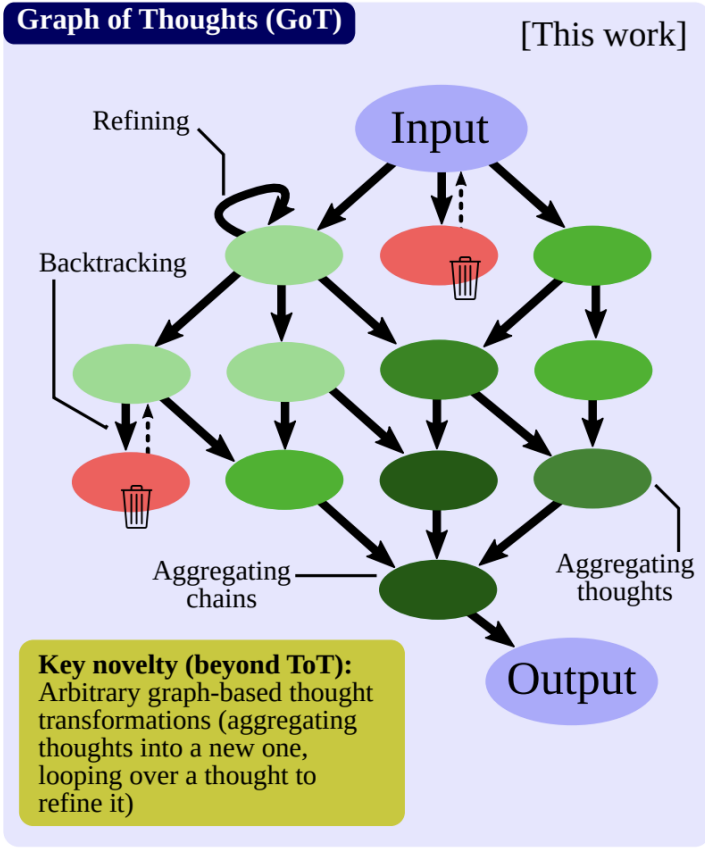 Graph of Thoughts (GoT)
[This work]
Input
Refining
Backtracking
Aggregating
chains
Aggregating
thoughts
Output
Key novelty (beyond ToT):
Arbitrary graph-based thought
transformations (aggregating
thoughts into a new one,
looping over a thought to
refine it)